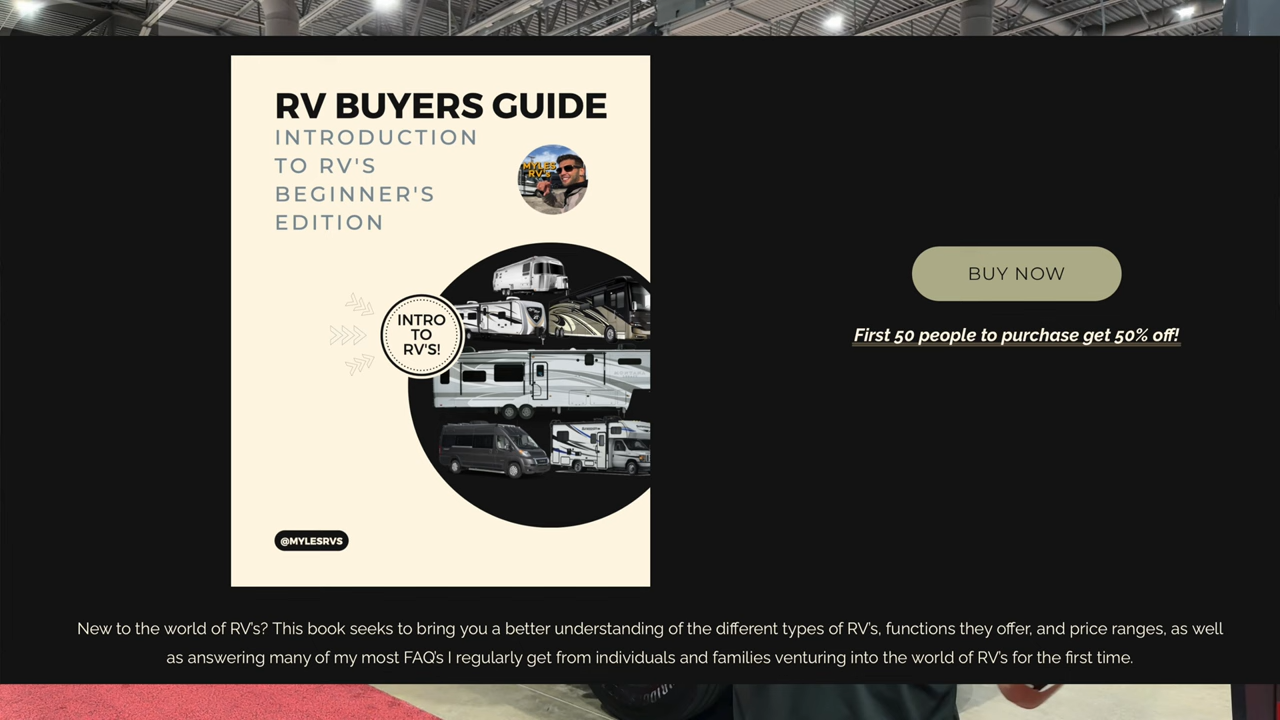 RV BUYERS GUIDE
INTRODUCTION
TO RV'S
BEGINNER'S
EDITION
MYLES
RV'S
INTRO
TO
RV'S!
@MYLESRVS
BUY NOW
First 50 people to purchase get 50% off!
New to the world of RV's? This book seeks to bring you a better understanding of the different types of RV's, functions they offer, and price ranges, as well
as answering many of my most FAQ's I regularly get from individuals and families venturing into the world of RV's for the first time.